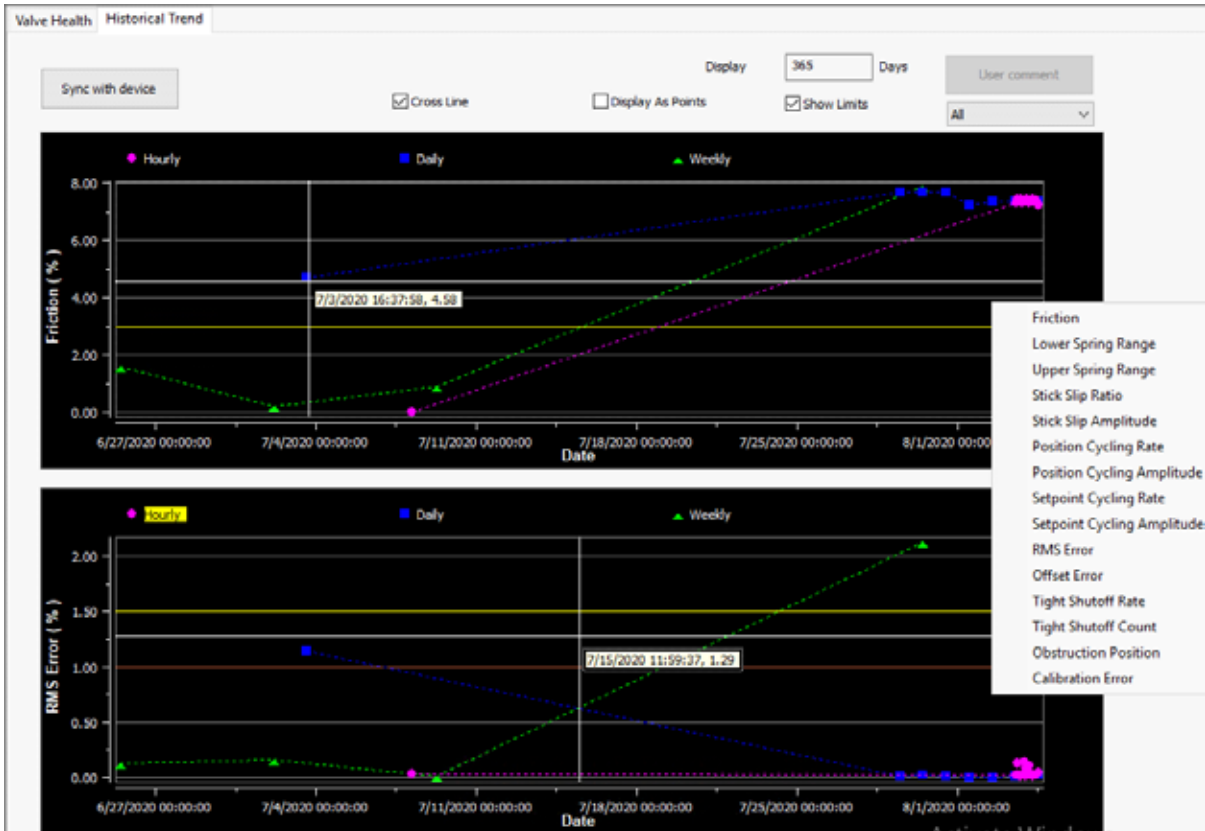 Valve Health Historical Trend
Display 365 Days
User comment
Sync with device
Cross Line Display As Points Show Limits
All
Hourly Daily Weekly
8.00
6.00
4.00
2.00
0.00
Friction ( % )
7/3/2020 16:37:58, 4.58
6/27/2020 00:00:00 7/4/2020 00:00:00 7/11/2020 00:00:00 7/18/2020 00:00:00 7/25/2020 00:00:00 8/1/2020 00:00:00
Date
Friction
Lower Spring Range
Upper Spring Range
Stick Slip Ratio
Stick Slip Amplitude
Position Cycling Rate
Position Cycling Amplitude
Setpoint Cycling Rate
Setpoint Cycling Amplitude
RMS Error
Offset Error
Tight Shutoff Rate
Tight Shutoff Count
Obstruction Position
Calibration Error
Hourly Daily Weekly
2.00
1.50
1.00
0.50
0.00
RMS Error ( % )
7/15/2020 11:59:37, 1.29
6/27/2020 00:00:00 7/4/2020 00:00:00 7/11/2020 00:00:00 7/18/2020 00:00:00 7/25/2020 00:00:00 8/1/2020 00:00:00
Date